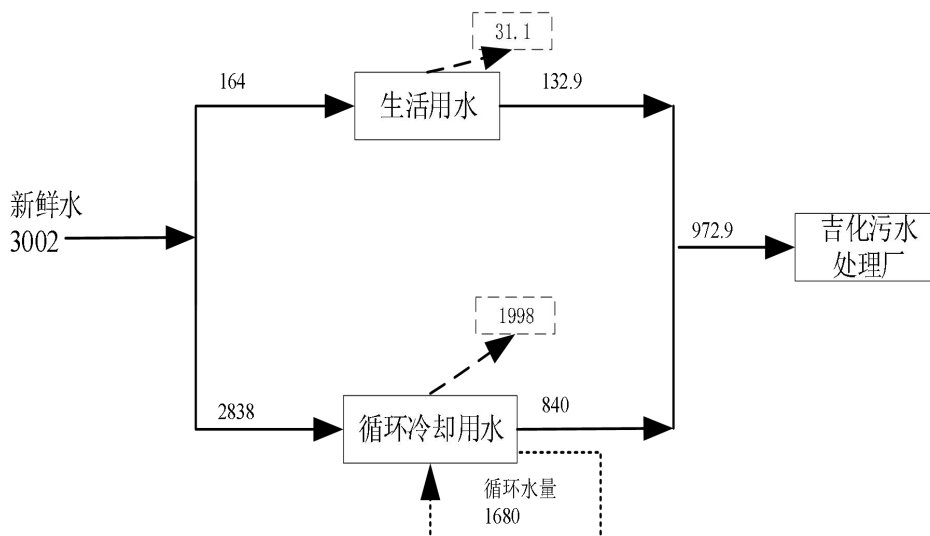 31.1
164
生活用水
132.9
新鲜水
3002
972.9
吉化污水
处理厂
1998
2838
循环冷却用水
840
循环水量
1680